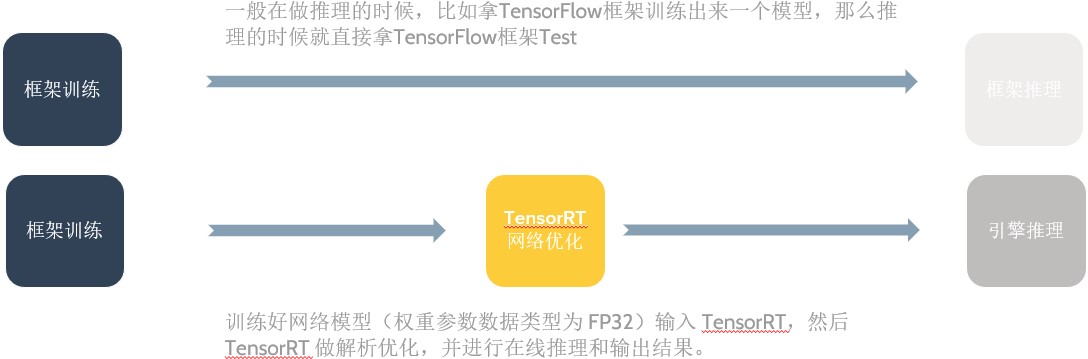 一般在做推理的时候，比如拿TensorFlow框架训练出来一个模型，那么推
理的时候就直接拿TensorFlow框架Test
框架训练
框架推理
框架训练
TensorRT
网络优化
引擎推理
训练好网络模型（权重参数数据类型为 FP32）输入 TensorRT，然后
TensorRT 做解析优化，并进行在线推理和输出结果。